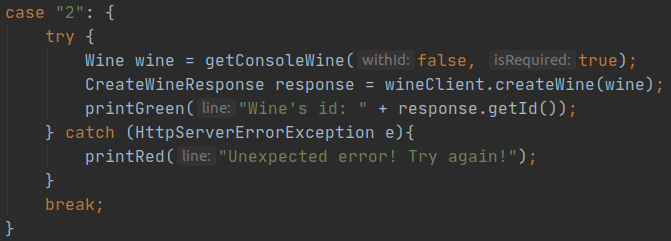 case "2": {
try {
Wine wine = getConsoleWine( withId: false, isRequired: true);
CreateWineResponse response = wineClient.createWine(wine);
printGreen( line: "Wine's id: " + response.getId());
} catch (HttpServerErrorException e){
printRed( line: "Unexpected error! Try again!");
}
break;
}